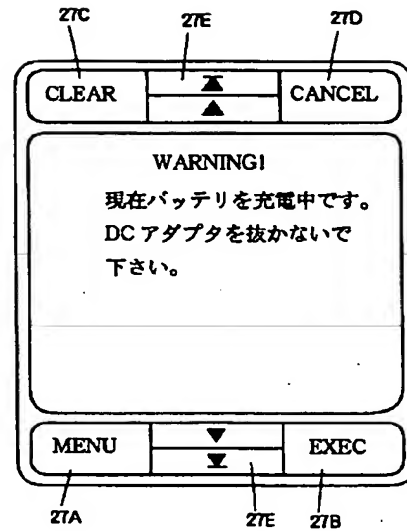 27C 27E 27D
CLEAR CANCEL
WARNING!
現在バッテリを充電中です。
DC アダプタを抜かないで
下さい。
MENU EXEC
27A 27E 27B